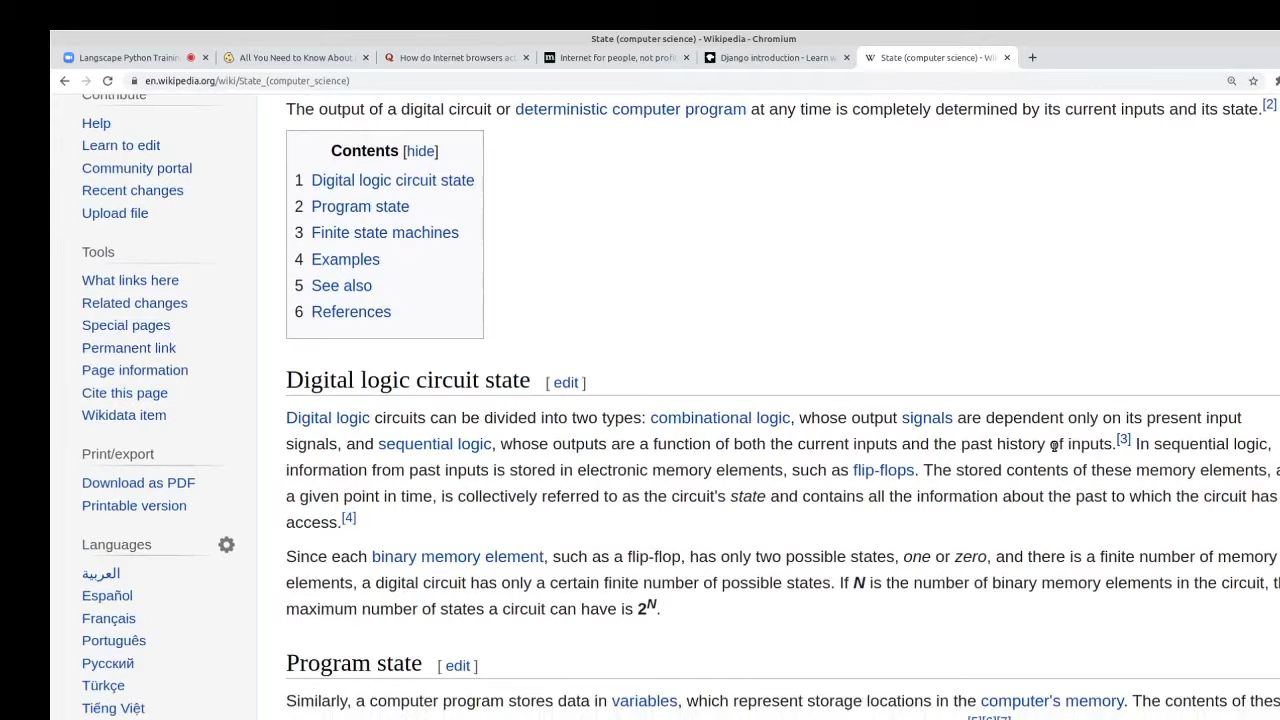 State (computer science) - Wikipedia - Chromium
Langscape Python Trainin
All You Need to Know About
How do Internet browsers ac
Internet for people, not profi
Django introduction - Learn w
State (computer science) - Wi
en.wikipedia.org/wiki/State_(computer_science)
Contribute
Help
Learn to edit
Community portal
Recent changes
Upload file
Tools
What links here
Related changes
Special pages
Permanent link
Page information
Cite this page
Wikidata item
Print/export
Download as PDF
Printable version
Languages
العربية
Español
Français
Português
Русский
Türkçe
Tiếng Việt
The output of a digital circuit or deterministic computer program at any time is completely determined by its current inputs and its state.[2]
Contents [hide]
1 Digital logic circuit state
2 Program state
3 Finite state machines
4 Examples
5 See also
6 References
Digital logic circuit state [ edit ]
Digital logic circuits can be divided into two types: combinational logic, whose output signals are dependent only on its present input
signals, and sequential logic, whose outputs are a function of both the current inputs and the past history of inputs.[3] In sequential logic,
information from past inputs is stored in electronic memory elements, such as flip-flops. The stored contents of these memory elements, a
a given point in time, is collectively referred to as the circuit's state and contains all the information about the past to which the circuit has
access.[4]
Since each binary memory element, such as a flip-flop, has only two possible states, one or zero, and there is a finite number of memory
elements, a digital circuit has only a certain finite number of possible states. If N is the number of binary memory elements in the circuit, th
maximum number of states a circuit can have is 2^N.
Program state [ edit ]
Similarly, a computer program stores data in variables, which represent storage locations in the computer's memory. The contents of these
[5][6][7]